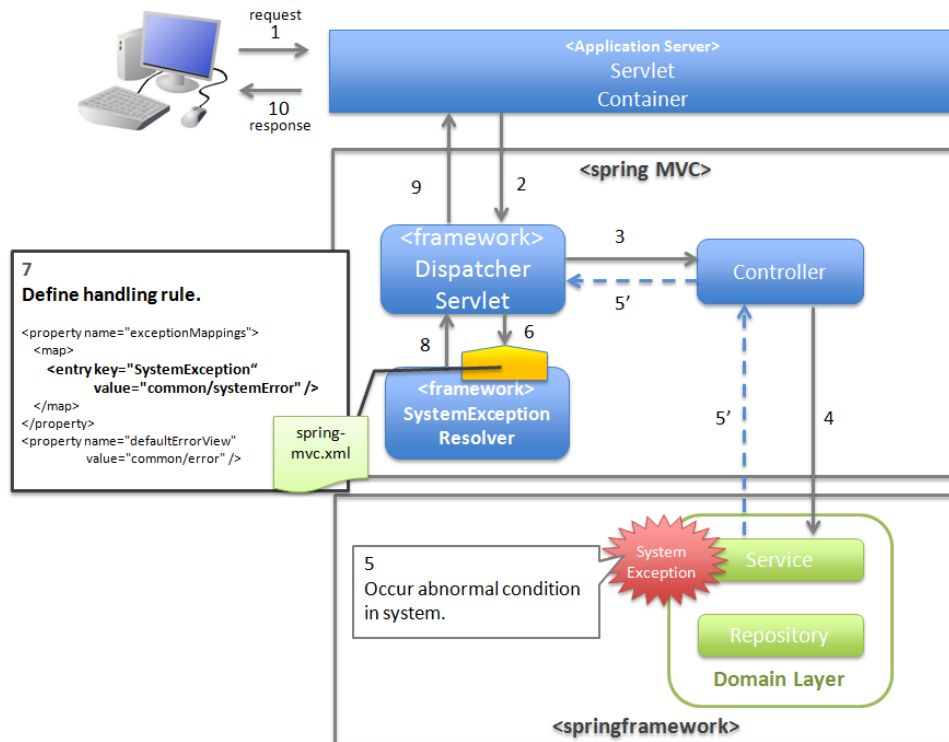 request
1
10
response
<Application Server>
Servlet
Container
<spring MVC>
9
2
<framework>
Dispatcher
Servlet
3
5’
Controller
7
Define handling rule.
<property name="exceptionMappings">
<map>
<entry key="SystemException“
value="common/systemError" />
</map>
</property>
<property name="defaultErrorView"
value="common/error" />
spring-
mvc.xml
8
6
<framework>
SystemException
Resolver
5’
4
5
Occur abnormal condition
in system.
System
Exception
Service
Repository
Domain Layer
<springframework>